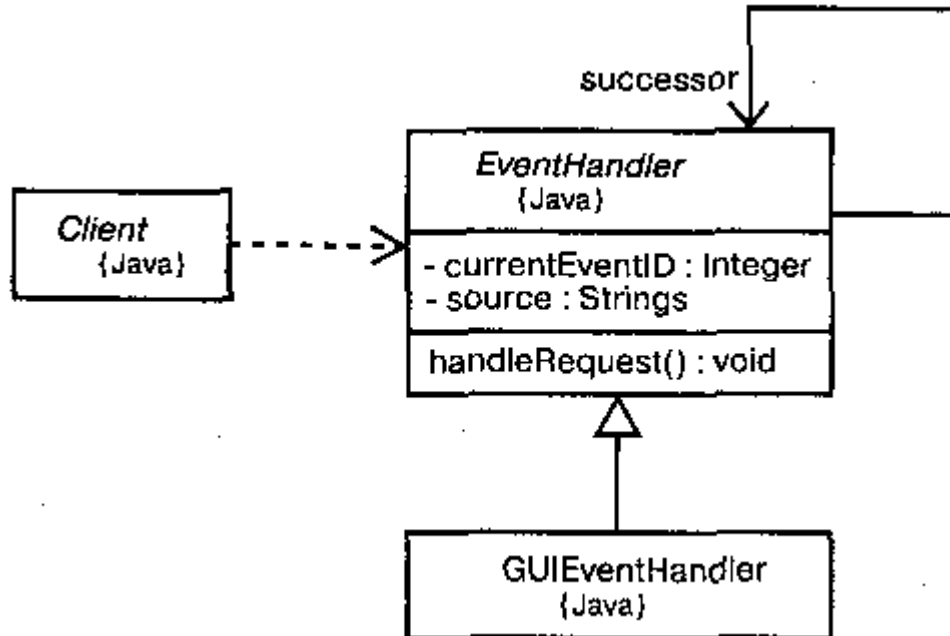 successor
EventHandler
{Java}
Client
{Java}
- currentEventID : Integer
- source : Strings
handleRequest() : void
GUIEventHandler
{Java}